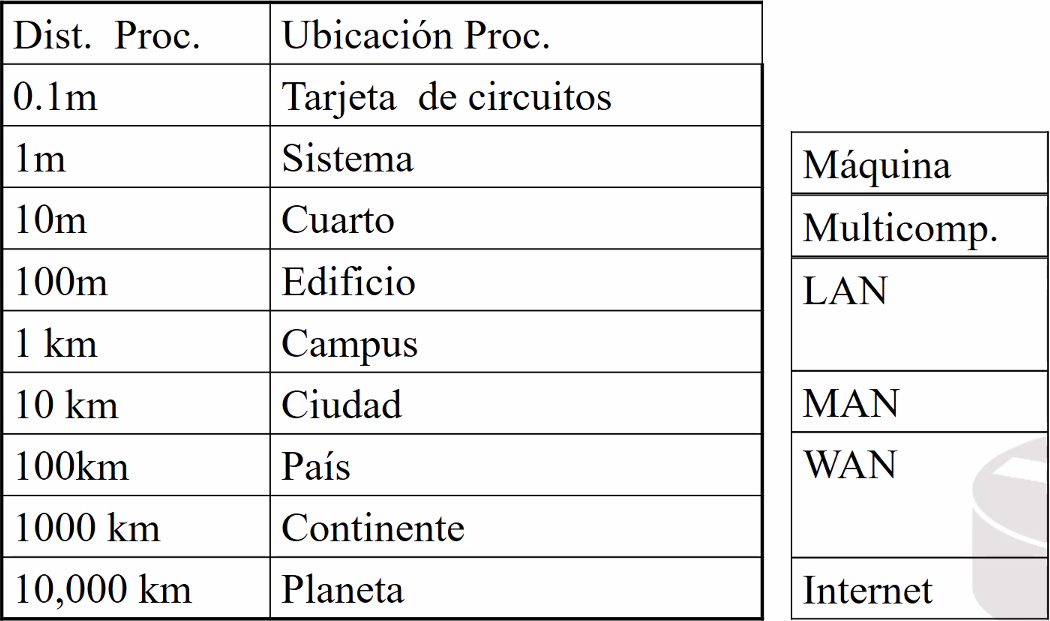 Dist. Proc. Ubicación Proc.
0.1m Tarjeta de circuitos
1m Sistema
10m Cuarto
100m Edificio
1 km Campus
10 km Ciudad
100km País
1000 km Continente
10,000 km Planeta
Máquina
Multicomp.
LAN
MAN
WAN
Internet